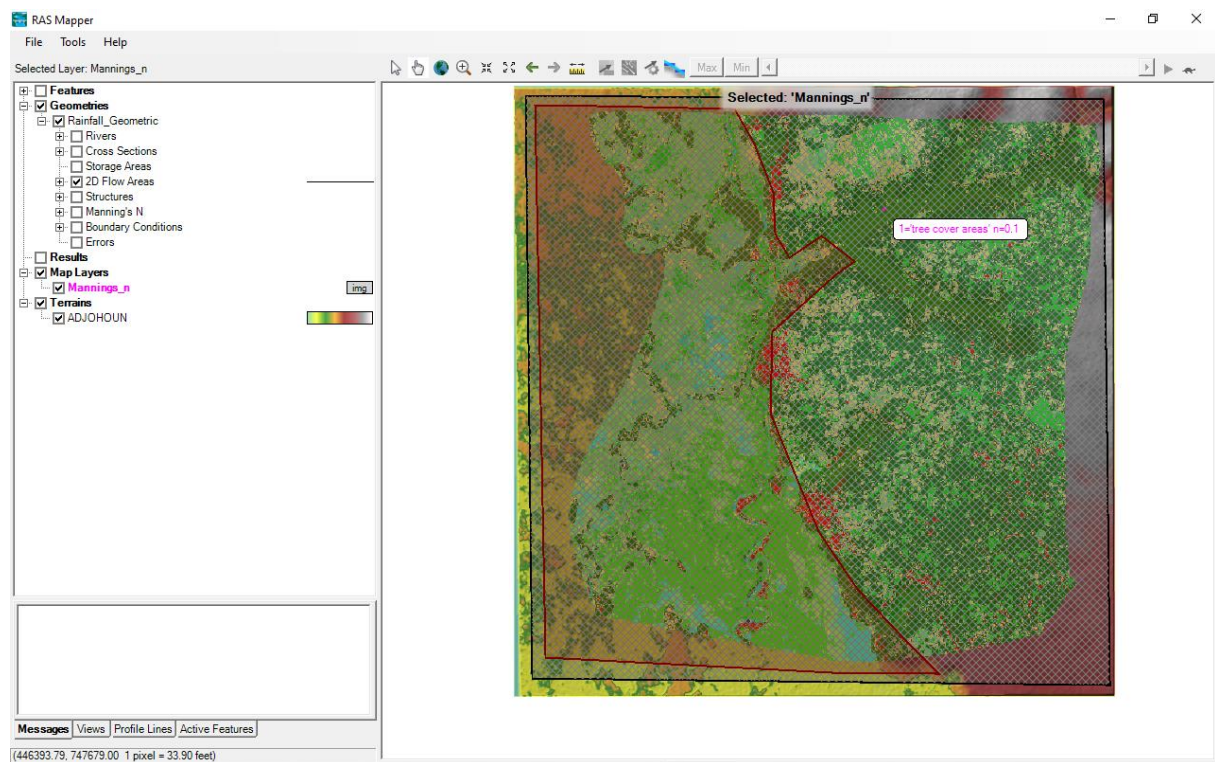 RAS Mapper
File Tools Help
Selected Layer: Mannings_n
Max Min
Features
Geometries
Rainfall_Geometric
Rivers
Cross Sections
Storage Areas
2D Flow Areas
Structures
Manning's N
Boundary Conditions
Errors
Results
Map Layers
Mannings_n
img
Terrains
ADJOHOUN
Selected: 'Mannings_n'
1='tree cover areas' n=0.1
Messages Views Profile Lines Active Features
(446393.79, 747679.00 1 pixel = 33.90 feet)